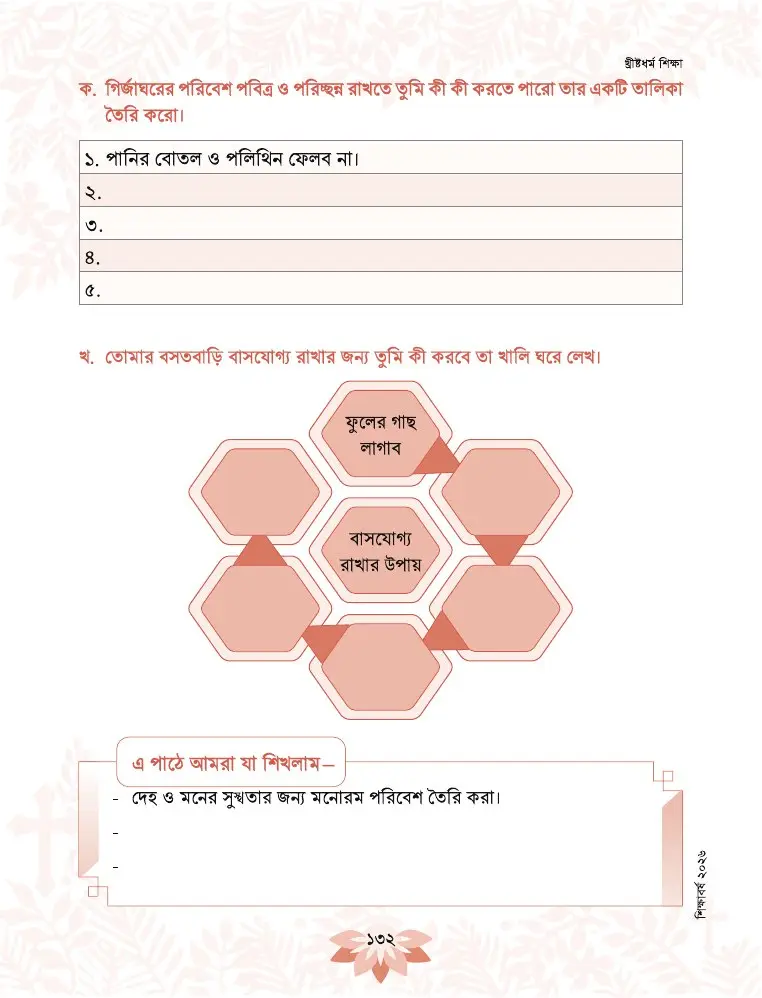 খ্রীষ্টধর্ম শিক্ষা
ক. গির্জাঘরের পরিবেশ পবিত্র ও পরিচ্ছন্ন রাখতে তুমি কী কী করতে পারো তার একটি তালিকা
তৈরি করো।
১. পানির বোতল ও পলিথিন ফেলব না।
২.
৩.
৪.
৫.
খ. তোমার বসতবাড়ি বাসযোগ্য রাখার জন্য তুমি কী করবে তা খালি ঘরে লেখ।
ফুলের গাছ
লাগাব
বাসযোগ্য
রাখার উপায়
এ পাঠে আমরা যা শিখলাম–
- দেহ ও মনের সুস্থতার জন্য মনোরম পরিবেশ তৈরি করা।
-
-
শিক্ষাবর্ষ ২০২৬
১৩২